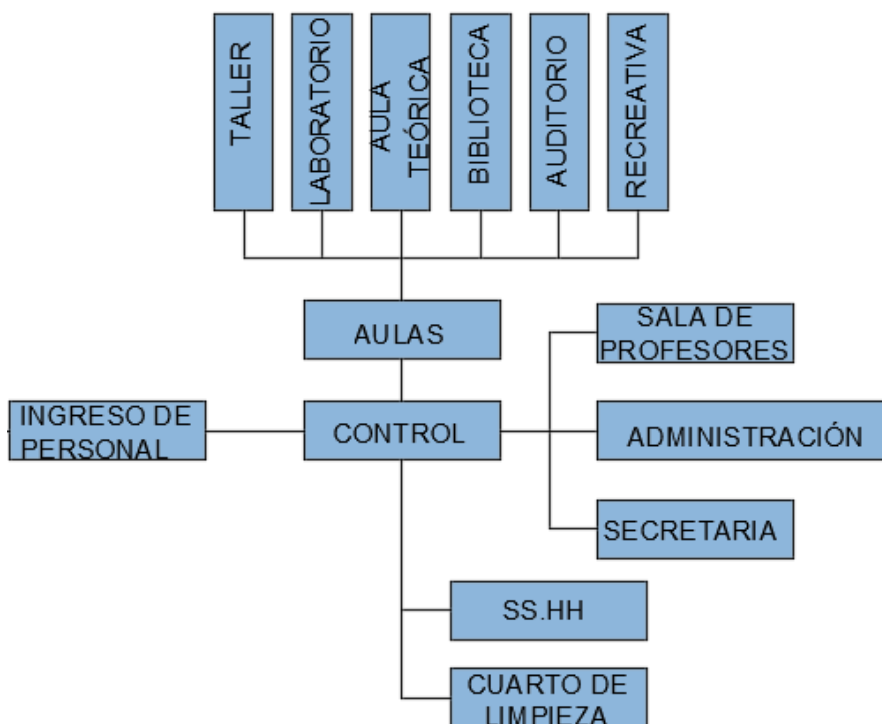 TALLER
LABORATORIO
AULA
TEÓRICA
BIBLIOTECA
AUDITORIO
RECREATIVA
AULAS
SALA DE
PROFESORES
INGRESO DE
PERSONAL
CONTROL
ADMINISTRACIÓN
SECRETARIA
SS.HH
CUARTO DE
LIMPIEZA